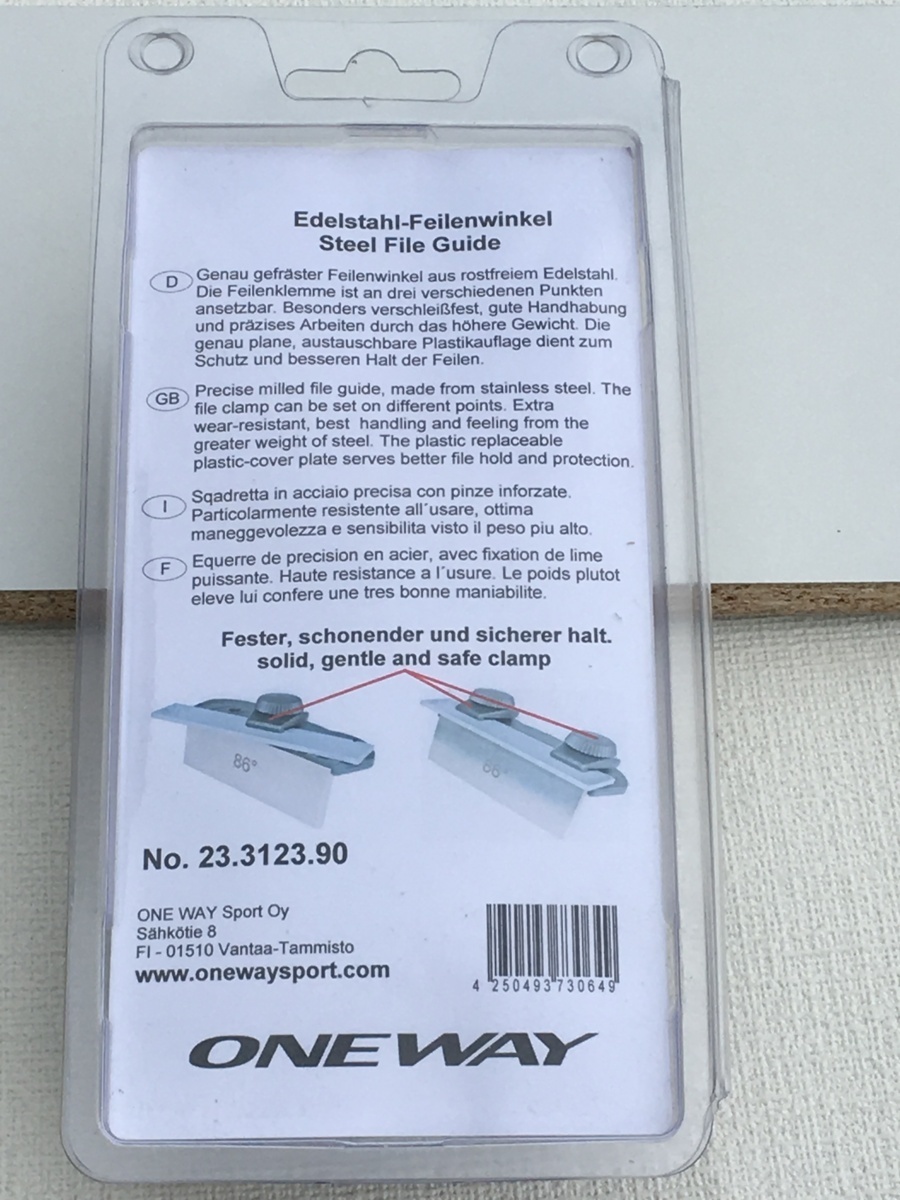 Edelstahl-Feilenwinkel
Steel File Guide
D
Genau gefräster Feilenwinkel aus rostfreiem Edelstahl.
Die Feilenklemme ist an drei verschiedenen Punkten
ansetzbar. Besonders verschleißfest, gute Handhabung
und präzises Arbeiten durch das höhere Gewicht. Die
genau plane, austauschbare Plastikauflage dient zum
Schutz und besseren Halt der Feilen.
GB
Precise milled file guide, made from stainless steel. The
file clamp can be set on different points. Extra
wear-resistant, best handling and feeling from the
greater weight of steel. The plastic replaceable
plastic-cover plate serves better file hold and protection.
I
Sqadretta in acciaio precisa con pinze inforzate.
Particolarmente resistente all´usare, ottima
maneggevolezza e sensibilita visto il peso piu alto.
F
Equerre de precision en acier, avec fixation de lime
puissante. Haute resistance a l´usure. Le poids plutot
eleve lui confere une tres bonne maniabilite.
Fester, schonender und sicherer halt.
solid, gentle and safe clamp
86°
86°
No. 23.3123.90
ONE WAY Sport Oy
Sähkötie 8
FI - 01510 Vantaa-Tammisto
www.onewaysport.com
4 250493 730649
ONE WAY